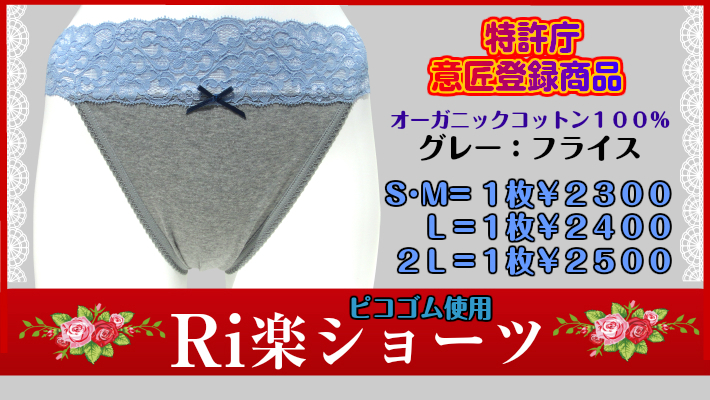 特許庁
意匠登録商品
オーガニックコットン１００％
グレー：フライス
S・M=１枚￥２３００
L＝１枚￥２４００
２L＝１枚￥２５００
ピコゴム使用
Ri楽ショーツ